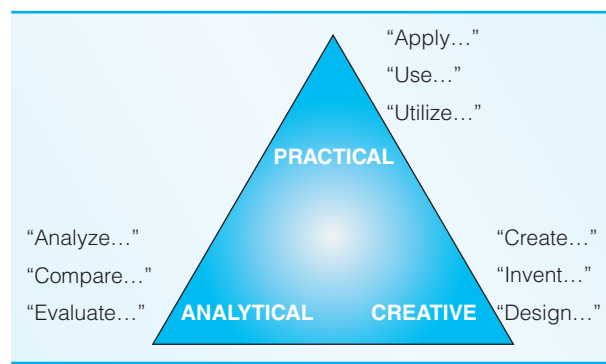 “Apply…”
“Use…”
“Utilize…”
PRACTICAL
“Analyze…”
“Compare…”
“Evaluate…”
ANALYTICAL
CREATIVE
“Create…”
“Invent…”
“Design…”